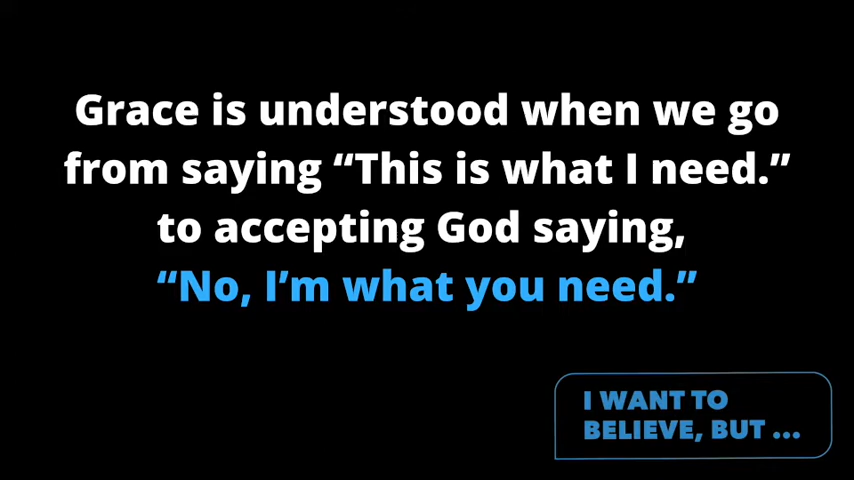 Grace is understood when we go
from saying “This is what I need.”
to accepting God saying,
“No, I’m what you need.”
I WANT TO
BELIEVE, BUT ...